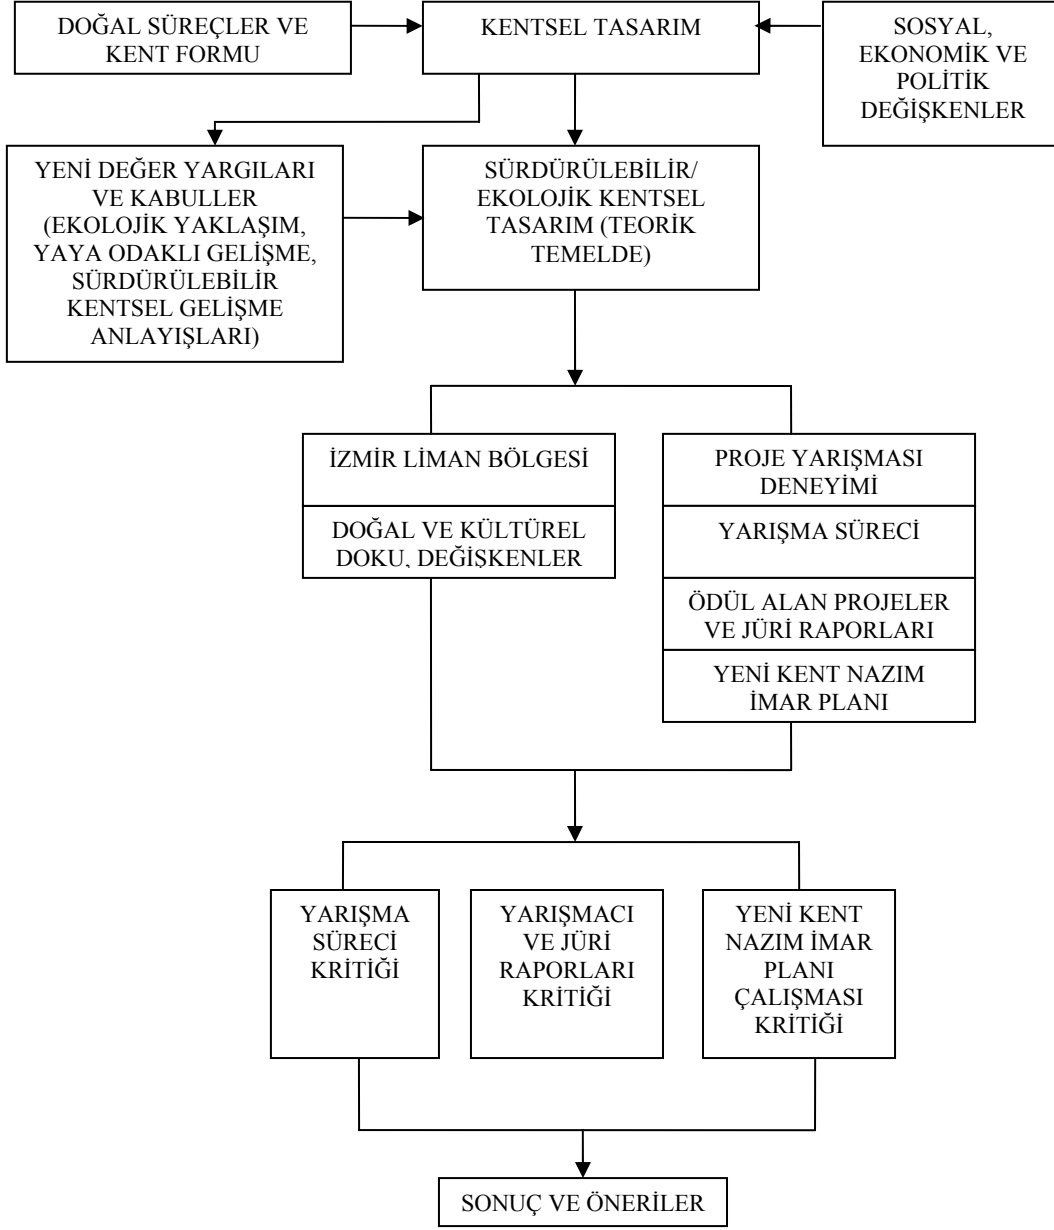 DOĞAL SÜREÇLER VE
KENT FORMU
KENTSEL TASARIM
SOSYAL,
EKONOMİK VE
POLİTİK
DEĞİŞKENLER
YENİ DEĞER YARGILARI
VE KABULLER
(EKOLOJİK YAKLAŞIM,
YAYA ODAKLI GELİŞME,
SÜRDÜRÜLEBİLİR
KENTSEL GELİŞME
ANLAYIŞLARI)
SÜRDÜRÜLEBİLİR/
EKOLOJİK KENTSEL
TASARIM (TEORİK
TEMELDE)
İZMİR LİMAN BÖLGESİ
DOĞAL VE KÜLTÜREL
DOKU, DEĞİŞKENLER
PROJE YARIŞMASI
DENEYİMİ
YARIŞMA SÜRECİ
ÖDÜL ALAN PROJELER
VE JÜRİ RAPORLARI
YENİ KENT NAZIM
İMAR PLANI
YARIŞMA
SÜRECİ
KRİTİĞİ
YARIŞMACI
VE JÜRİ
RAPORLARI
KRİTİĞİ
YENİ KENT
NAZIM İMAR
PLANI
ÇALIŞMASI
KRİTİĞİ
SONUÇ VE ÖNERİLER